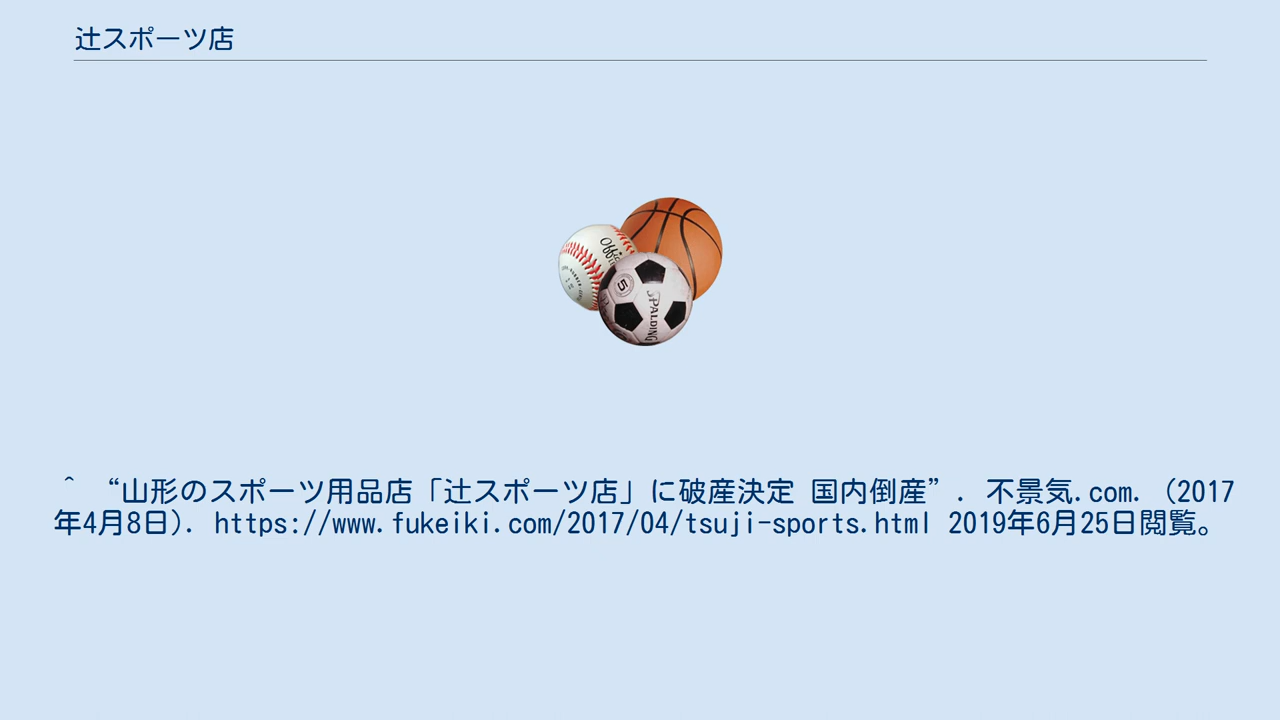 辻スポーツ店
Offici
5
SPALDING
^ “山形のスポーツ用品店「辻スポーツ店」に破産決定 国内倒産”. 不景気.com. (2017
年4月8日). https://www.fukeiki.com/2017/04/tsuji-sports.html 2019年6月25日閲覧。